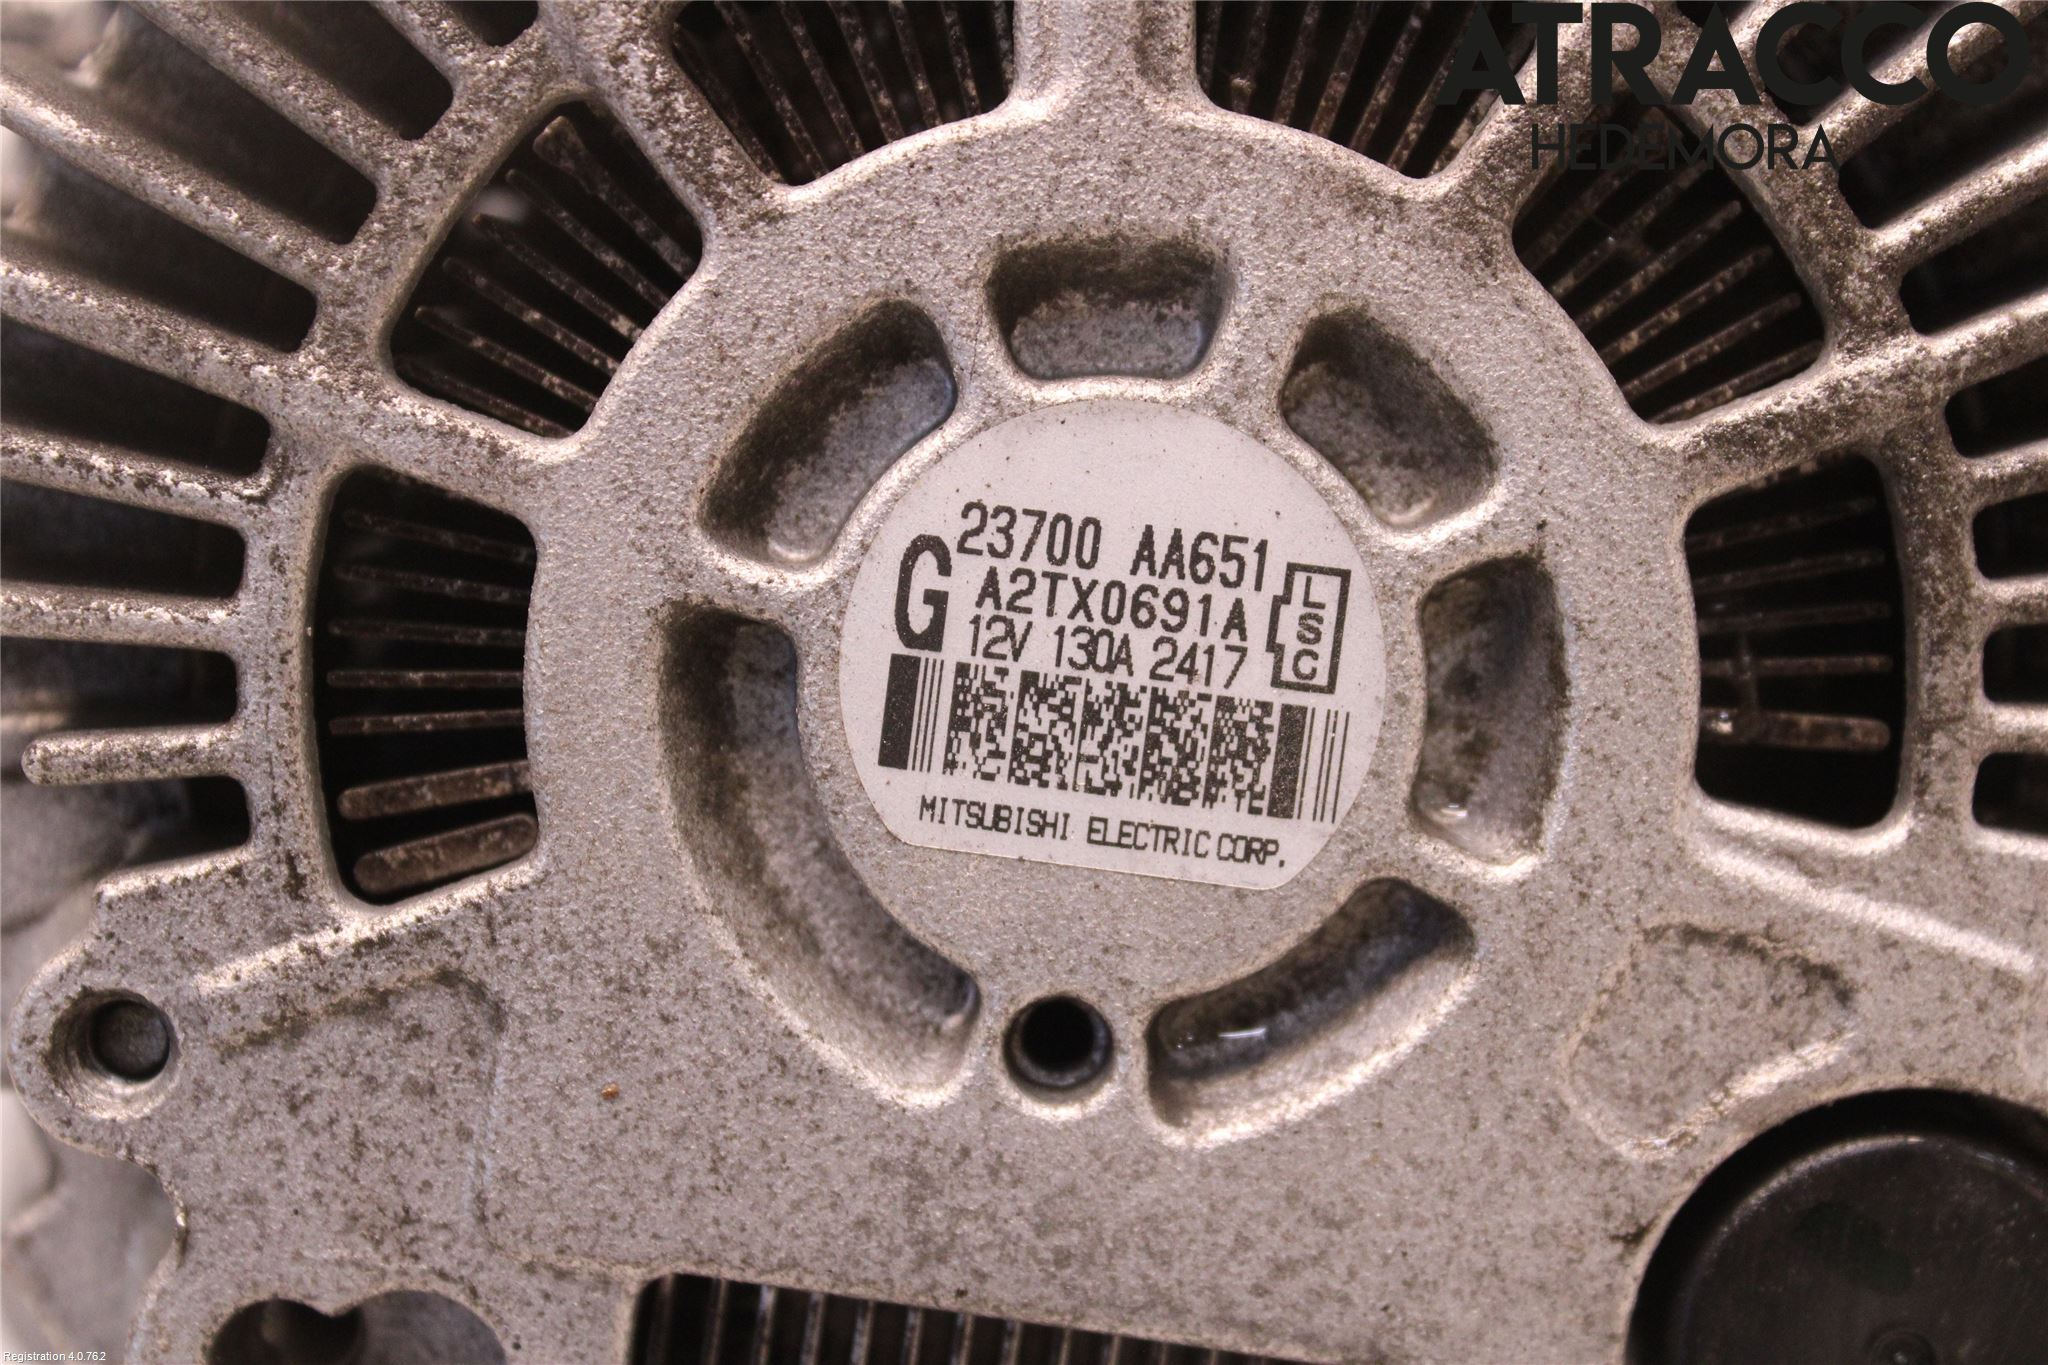 ATRACCO
HEDEMORA
23700 AA651
G A2TX0691A
12V 130A 2417
LSC
MITSUBISHI ELECTRIC CORP.
Registration 4.0.762